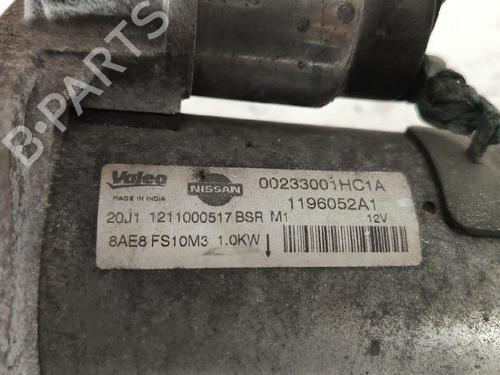 B-PARTS
Valeo NISSAN 00233001HC1A
MADE IN INDIA 1196052A1
20J1 1211000517 BSR M1 12V
8AE8 FS10M3 1.0KW